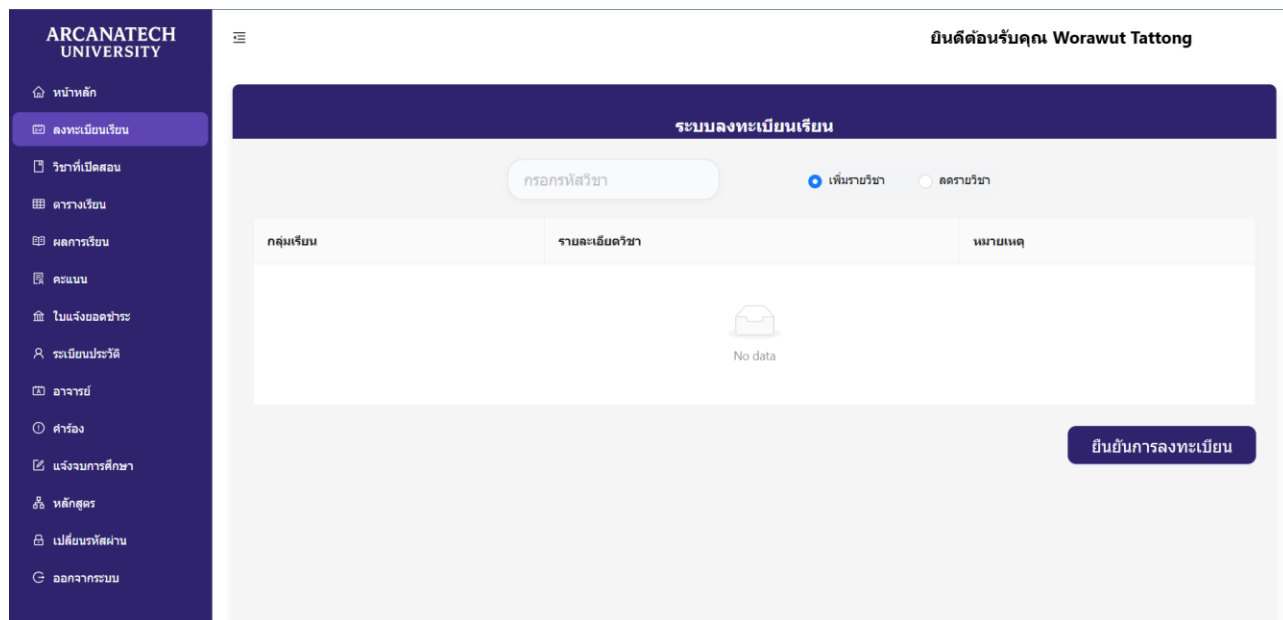 ARCANATECH
UNIVERSITY
ยินดีต้อนรับคุณ Worawut Tattong
หน้าหลัก
ลงทะเบียนเรียน
วิชาที่เปิดสอน
ตารางเรียน
ผลการเรียน
คะแนน
ใบแจ้งยอดชำระ
ระเบียนประวัติ
อาจารย์
คำร้อง
แจ้งจบการศึกษา
หลักสูตร
เปลี่ยนรหัสผ่าน
ออกจากระบบ
ระบบลงทะเบียนเรียน
กรอกรหัสวิชา เพิ่มรายวิชา ลดรายวิชา
กลุ่มเรียน รายละเอียดวิชา หมายเหตุ
No data
ยืนยันการลงทะเบียน